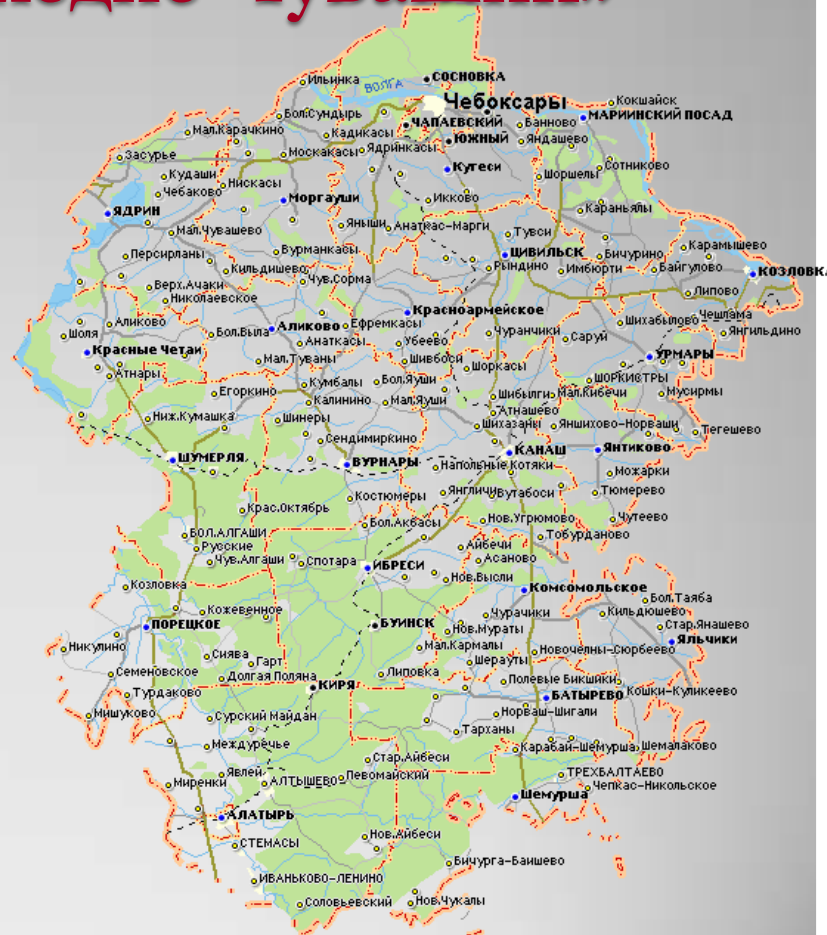 Ильинка
ВОЛГА
СОСНОВКА
Чебоксары
Кокшайск
Бол.Сундырь
МАРИИНСКИЙ ПОСАД
Мал.Карачкино
Кадикасы
ЧАПАЕВСКИЙ
Банново
Москакасы
Ядринкасы
ЮЖНЫЙ
Яндашево
Засурье
Кугеси
Сотниково
Кудаши
Нискасы
Шоршелы
Чебаково
Моргауши
Икково
ЯДРИН
Караньялы
Яныши
Анаткас-Марги
Мал.Чувашево
Тувси
Карамышево
Вурманкасы
ЦИВИЛЬСК
Бичурино
Персирланы
Кильдишево
Рындино
Имбюрти
Байгулово
КОЗЛОВКА
Чув.Сорма
Верх.Ачаки
Николаевское
Липово
Красноармейское
Чешлама
Аликово
Ефремкасы
Шихабылово
Шоля
Бол.Выла
Аликово
Чуранчики
Янгильдино
Анаткасы
Убеево
Саруй
Красные Четаи
Мал.Туваны
Шивбоси
УРМАРЫ
Шоркасы
Атнары
Кумбалы
Бол.Яуши
ШОРКИСТРЫ
Егоркино
Калинино
Мал.Яуши
Шибылги
Мал.Кибечи
Мусирмы
Атнашево
Ниж.Кумашка
Шинеры
Шихазаны
Яншихово-Норваши
Тегешево
Сендимиркино
КАНАШ
Янтиково
ШУМЕРЛЯ
ВУРНАРЫ
Напольные Котяки
Можарки
Костюмеры
Янгличи
Вутабоси
Тюмерево
Крас.Октябрь
Бол.Акбасы
Нов.Угрюмово
Чутеево
БОЛ.АЛГАШИ
Тобурданово
Русские
Айбечи
Чув.Алгаши
Спотара
ИБРЕСИ
Асаново
Козловка
Нов.Высли
Комсомольское
Бол.Таяба
Кожевенное
Чурачики
Кильдюшево
ПОРЕЦКОЕ
БУИНСК
Нов.Мураты
Стар.Янашево
Яльчики
Никулино
Мал.Кармалы
Новочелны-Сюрбеево
Сиява
Гарт
Шерауты
Семеновское
Долгая Поляна
Липовка
Полевые Бикшики
Турдаково
КИРЯ
БАТЫРЕВО
Кошки-Куликеево
Мишуково
Сурский Майдан
Норваш-Шигали
Тарханы
Междуречье
Карабай-Шемурша
Шемалаково
Стар.Айбеси
Явлеи
Певомайский
ТРЕХБАЛТАЕВО
Миренки
АЛТЫШЕВО
Чепкас-Никольское
Шемурша
АЛАТЫРЬ
Нов.Айбеси
СТЕМАСЫ
Бичурга-Баишево
ИВАНЬКОВО-ЛЕНИНО
Соловьевский
Нов.Чукалы